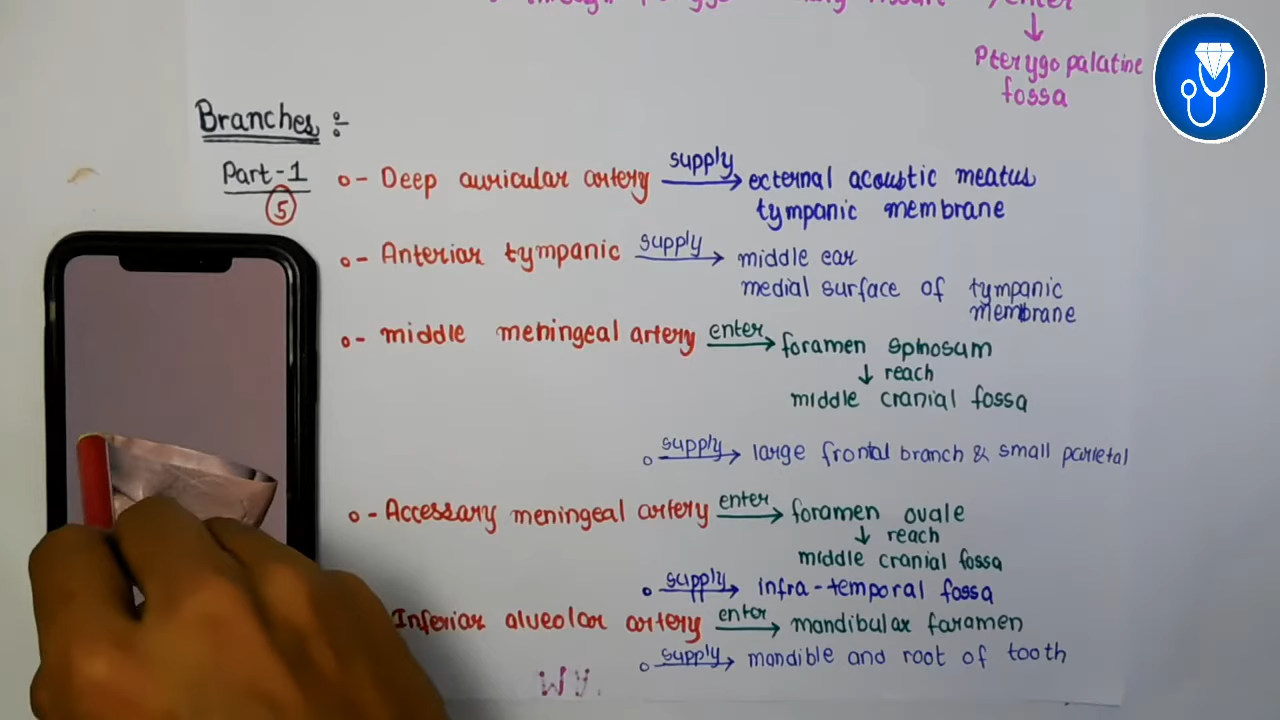 Pterygo palatine
fossa
Branches :-
Part-1
5
o- Deep auricular artery supply external acoustic meatus
tympanic membrane
o- Anterior tympanic supply middle ear
medial surface of tympanic
membrane
o- middle meningeal artery enter foramen spinosum
↓ reach
middle cranial fossa
o supply → large frontal branch & small parietal
o- Accessary meningeal artery enter foramen ovale
↓ reach
middle cranial fossa
o supply → infra-temporal fossa
Inferior alveolar artery enter mandibular foramen
o supply → mandible and root of tooth